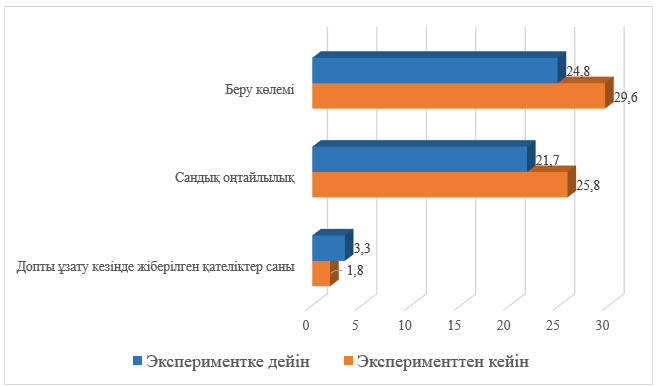 Беру көлемі
24,8
29,6
Сандық оңтайлылық
21,7
25,8
Допты ұзату кезінде жіберілген қателіктер саны
3,3
1,8
0 5 10 15 20 25 30
Экспериментке дейін Эксперименттен кейін